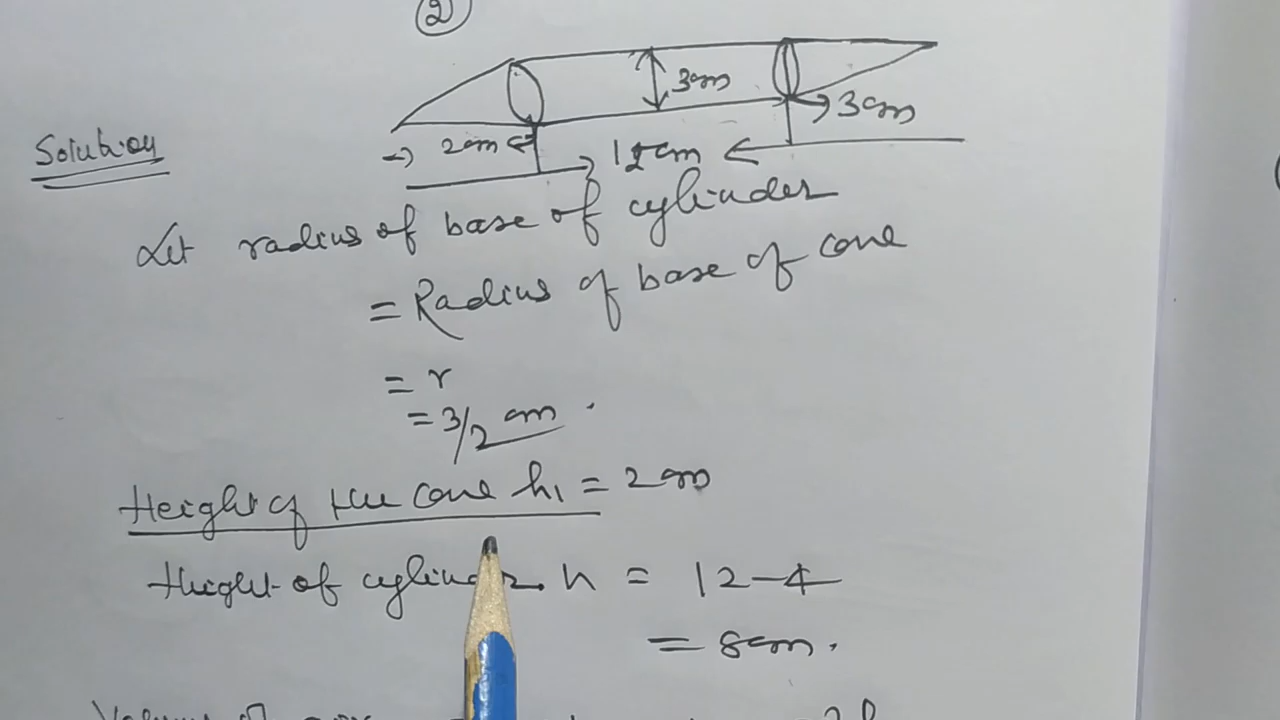 2
3cm
3cm
2cm
12cm
Solution
Let radius of base of cylinder
= Radius of base of cone
= r
= 3/2 cm.
Height of the cone h₁ = 2cm
Height of cylinder h = 12-4
= 8cm.